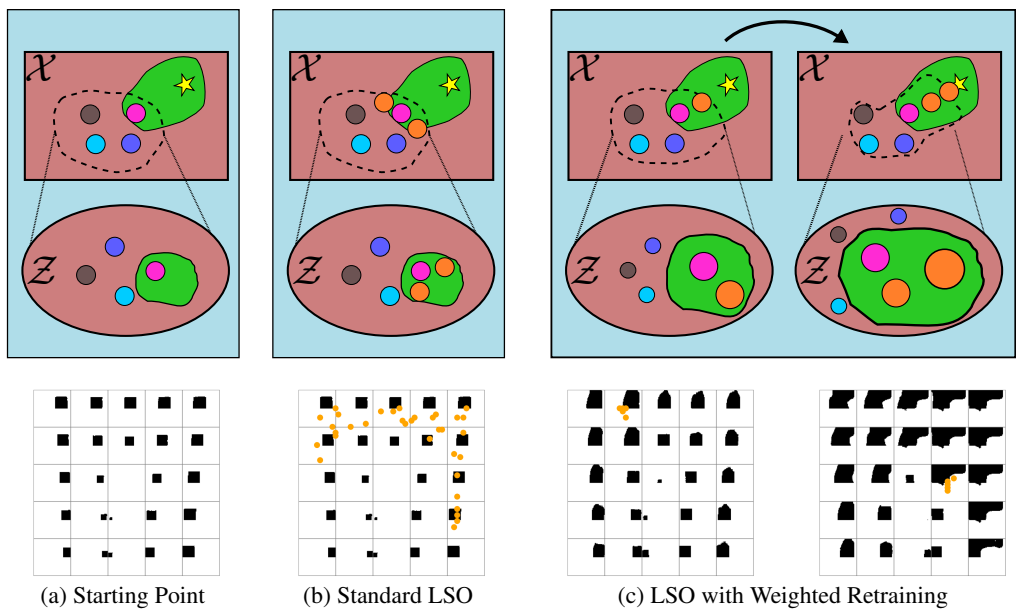 𝒳 𝒳 𝒳 𝒳
𝒵 𝒵 𝒵 𝒵
(a) Starting Point (b) Standard LSO (c) LSO with Weighted Retraining